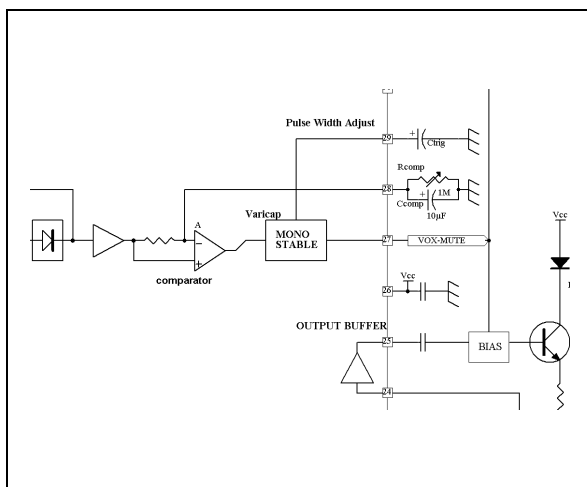 Pulse Width Adjust
29
+
Ctrig
Rcomp
28
1M
+
Ccomp
10µF
Varicap
A
Vcc
MONO
STABLE
27
VOX-MUTE
−
+
comparator
Vcc
26
OUTPUT BUFFER
25
BIAS
24